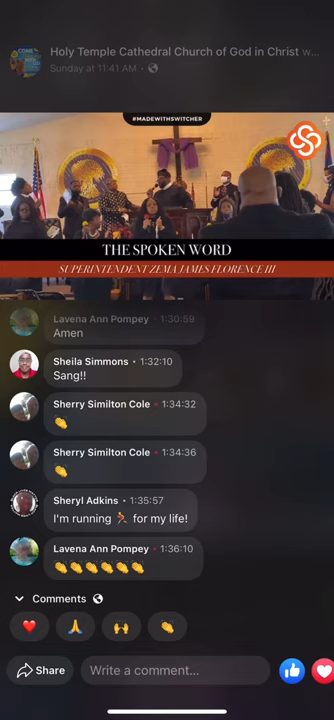 Holy Temple Cathedral Church of God in Christ w...
Sunday at 11:41 AM ·
#MADEWITHSWITCHER
THE SPOKEN WORD
SUPERINTENDENT ZEMA JAMES FLORENCE III
Lavena Ann Pompey · 1:30:59
Amen
Sheila Simmons • 1:32:10
Sang!!
Sherry Similton Cole • 1:34:32
👏
Sherry Similton Cole • 1:34:36
👏
Sheryl Adkins • 1:35:57
I'm running 🏃 for my life!
Lavena Ann Pompey • 1:36:10
👏👏👏👏👏👏
Comments
❤️ 🙏 🙌 👏
Share Write a comment...